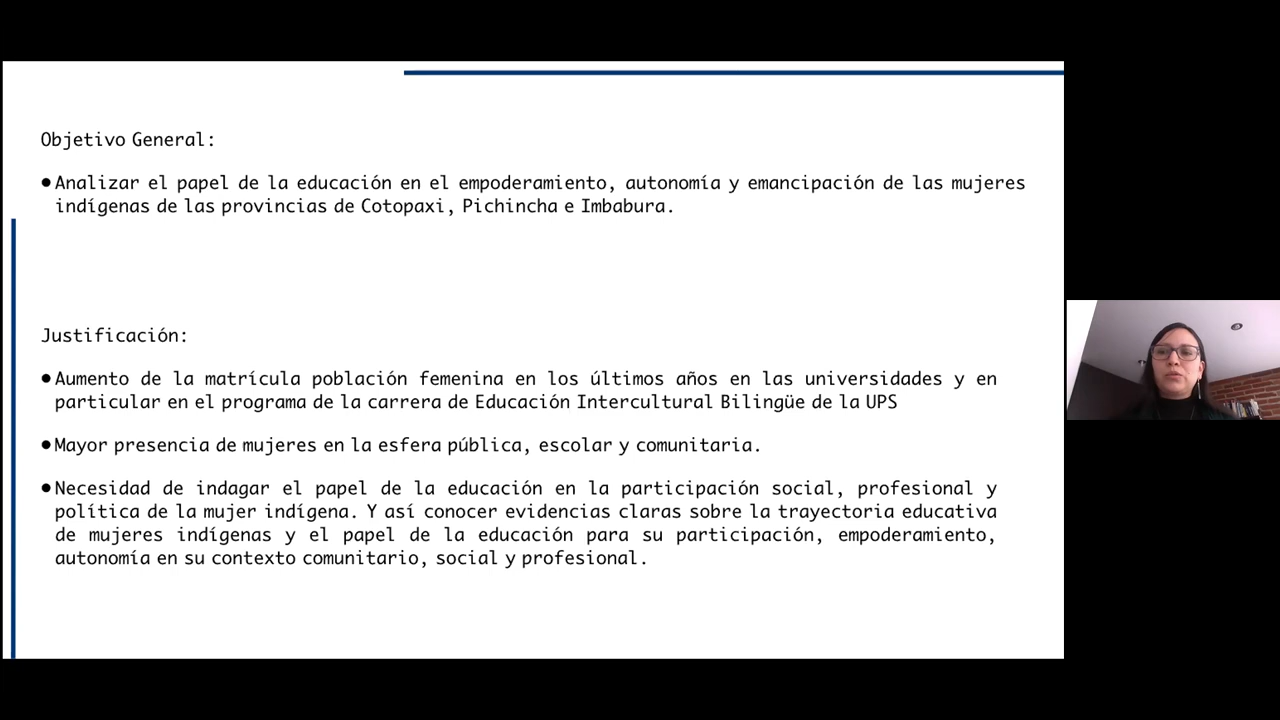 Objetivo General:
●Analizar el papel de la educación en el empoderamiento, autonomía y emancipación de las mujeres
indígenas de las provincias de Cotopaxi, Pichincha e Imbabura.
Justificación:
●Aumento de la matrícula población femenina en los últimos años en las universidades y en
particular en el programa de la carrera de Educación Intercultural Bilingüe de la UPS
●Mayor presencia de mujeres en la esfera pública, escolar y comunitaria.
●Necesidad de indagar el papel de la educación en la participación social, profesional y
política de la mujer indígena. Y así conocer evidencias claras sobre la trayectoria educativa
de mujeres indígenas y el papel de la educación para su participación, empoderamiento,
autonomía en su contexto comunitario, social y profesional.